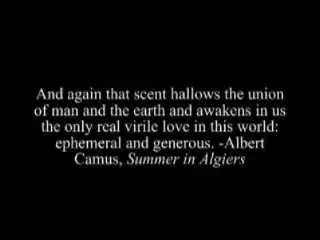 And again that scent hallows the union
of man and the earth and awakens in us
the only real virile love in this world:
ephemeral and generous. -Albert
Camus, Summer in Algiers